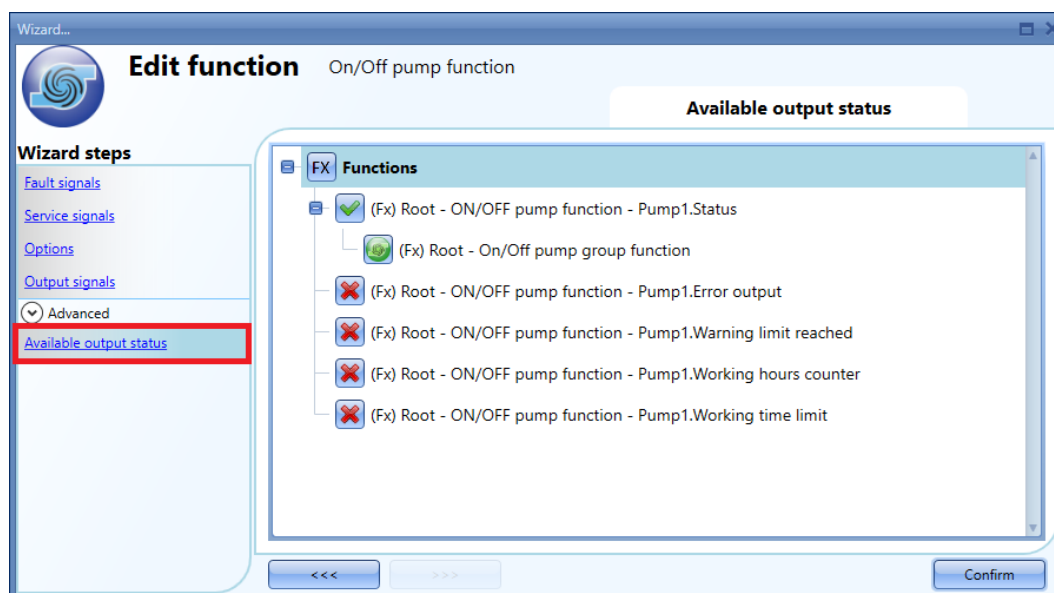 Wizard...
Edit function On/Off pump function
Available output status
Wizard steps
Fault signals
Service signals
Options
Output signals
Advanced
Available output status
FX Functions
(Fx) Root - ON/OFF pump function - Pump1.Status
(Fx) Root - On/Off pump group function
(Fx) Root - ON/OFF pump function - Pump1.Error output
(Fx) Root - ON/OFF pump function - Pump1.Warning limit reached
(Fx) Root - ON/OFF pump function - Pump1.Working hours counter
(Fx) Root - ON/OFF pump function - Pump1.Working time limit
<<< >>> Confirm